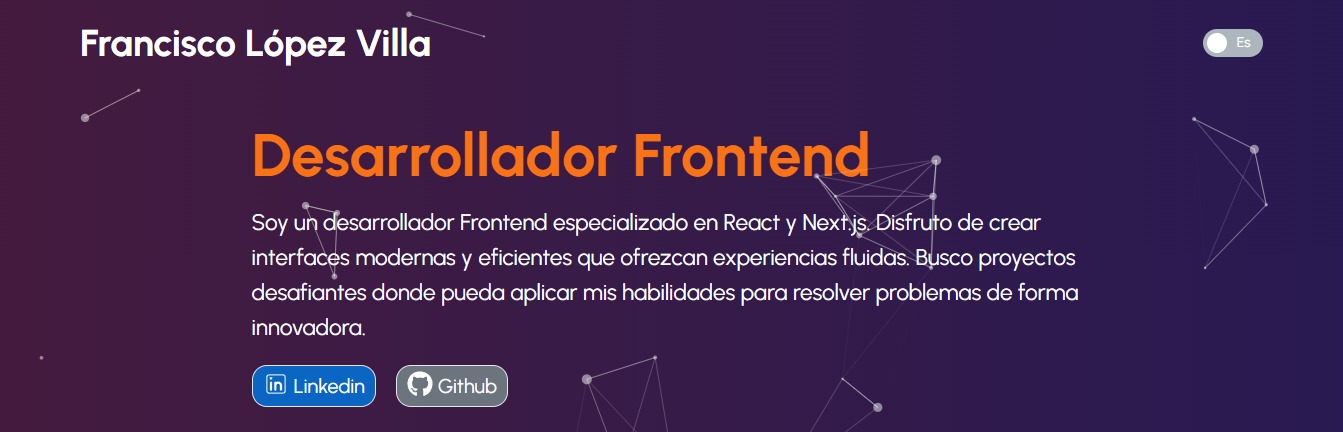 Francisco López Villa
Es
Desarrollador Frontend
Soy un desarrollador Frontend especializado en React y Next.js. Disfruto de crear
interfaces modernas y eficientes que ofrezcan experiencias fluidas. Busco proyectos
desafiantes donde pueda aplicar mis habilidades para resolver problemas de forma
innovadora.
Linkedin
Github